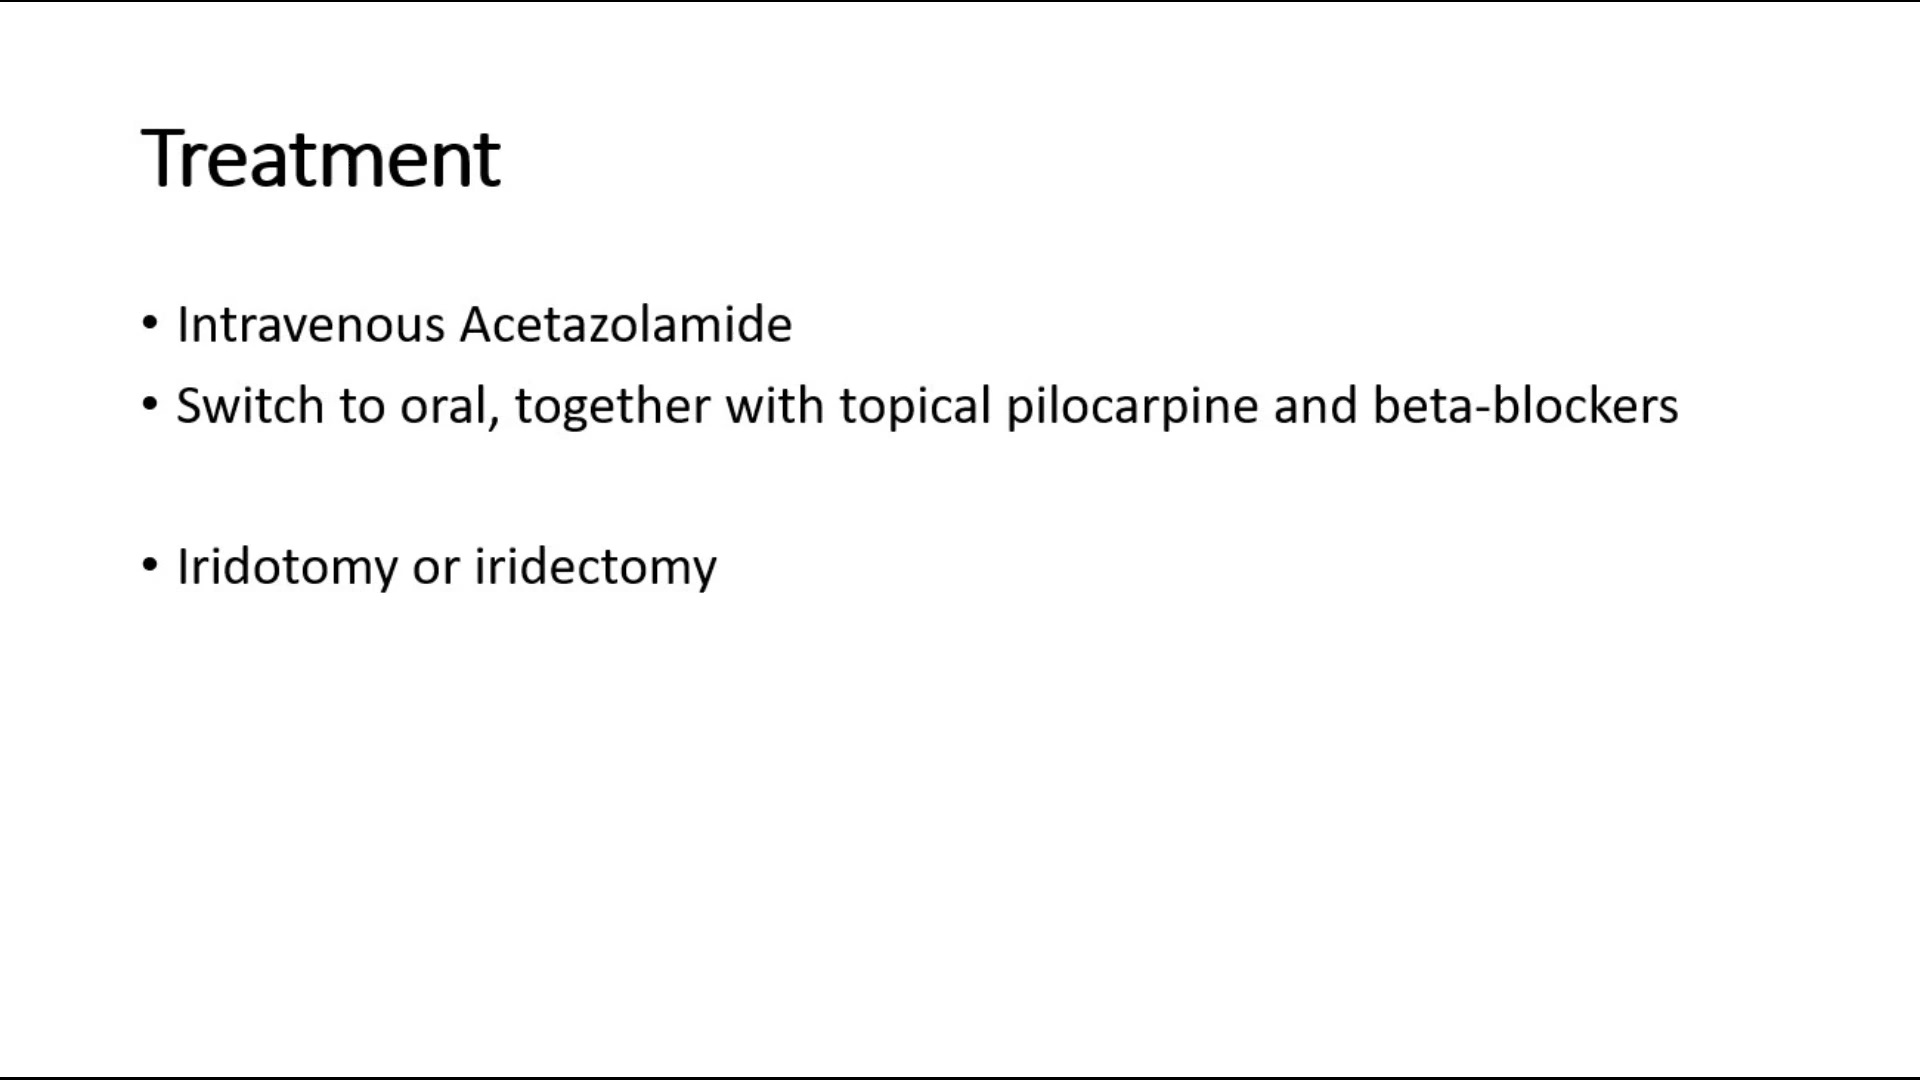 Treatment
• Intravenous Acetazolamide
• Switch to oral, together with topical pilocarpine and beta-blockers
• Iridotomy or iridectomy